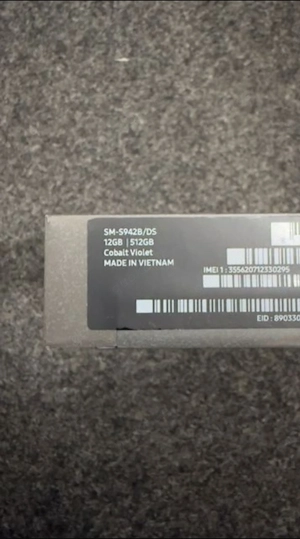 SM-S942B/DS
12GB | 512GB
Cobalt Violet
MADE IN VIETNAM
IMEI 1 : 355620712330295
EID : 890330